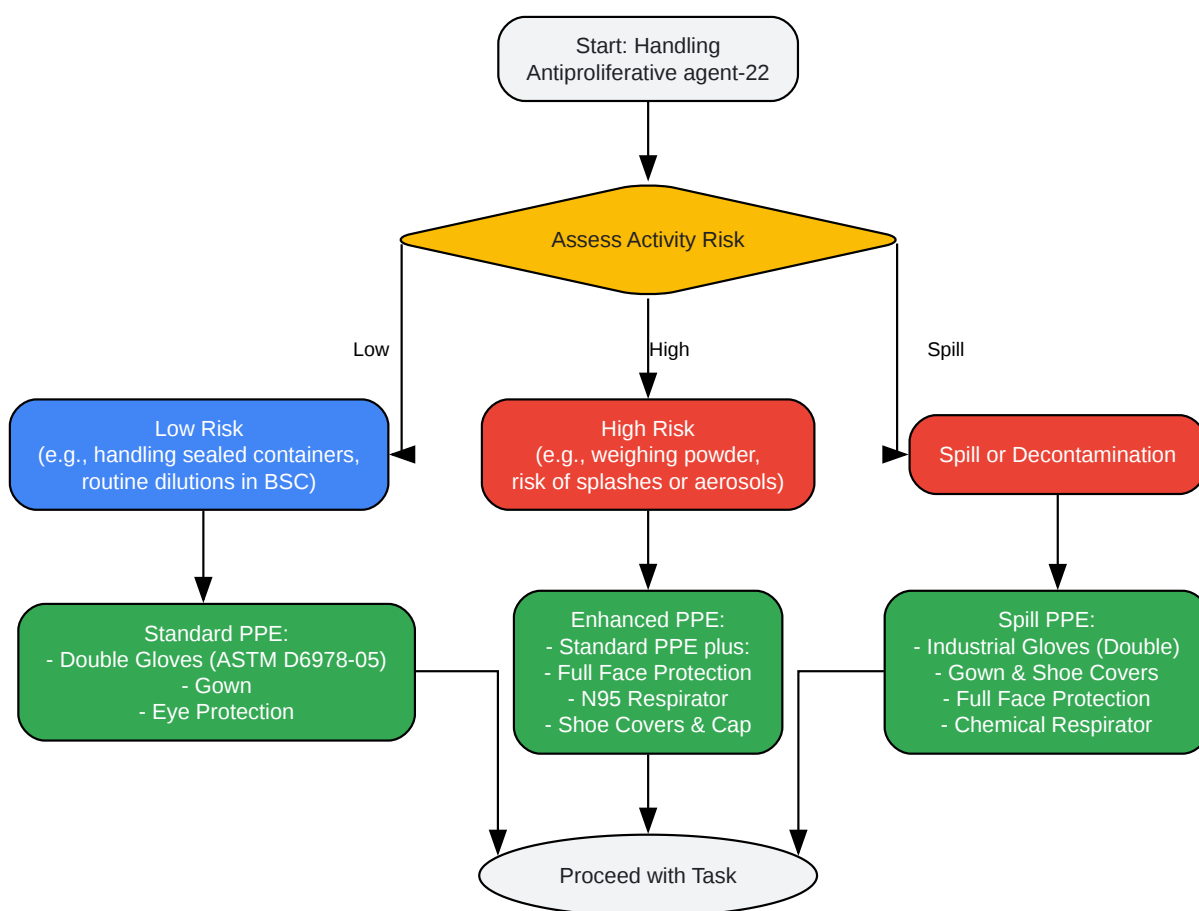 Start: Handling
Antiproliferative agent-22
Assess Activity Risk
Low
High
Spill
Low Risk
(e.g., handling sealed containers,
routine dilutions in BSC)
High Risk
(e.g., weighing powder,
risk of splashes or aerosols)
Spill or Decontamination
Standard PPE:
- Double Gloves (ASTM D6978-05)
- Gown
- Eye Protection
Enhanced PPE:
- Standard PPE plus:
- Full Face Protection
- N95 Respirator
- Shoe Covers & Cap
Spill PPE:
- Industrial Gloves (Double)
- Gown & Shoe Covers
- Full Face Protection
- Chemical Respirator
Proceed with Task